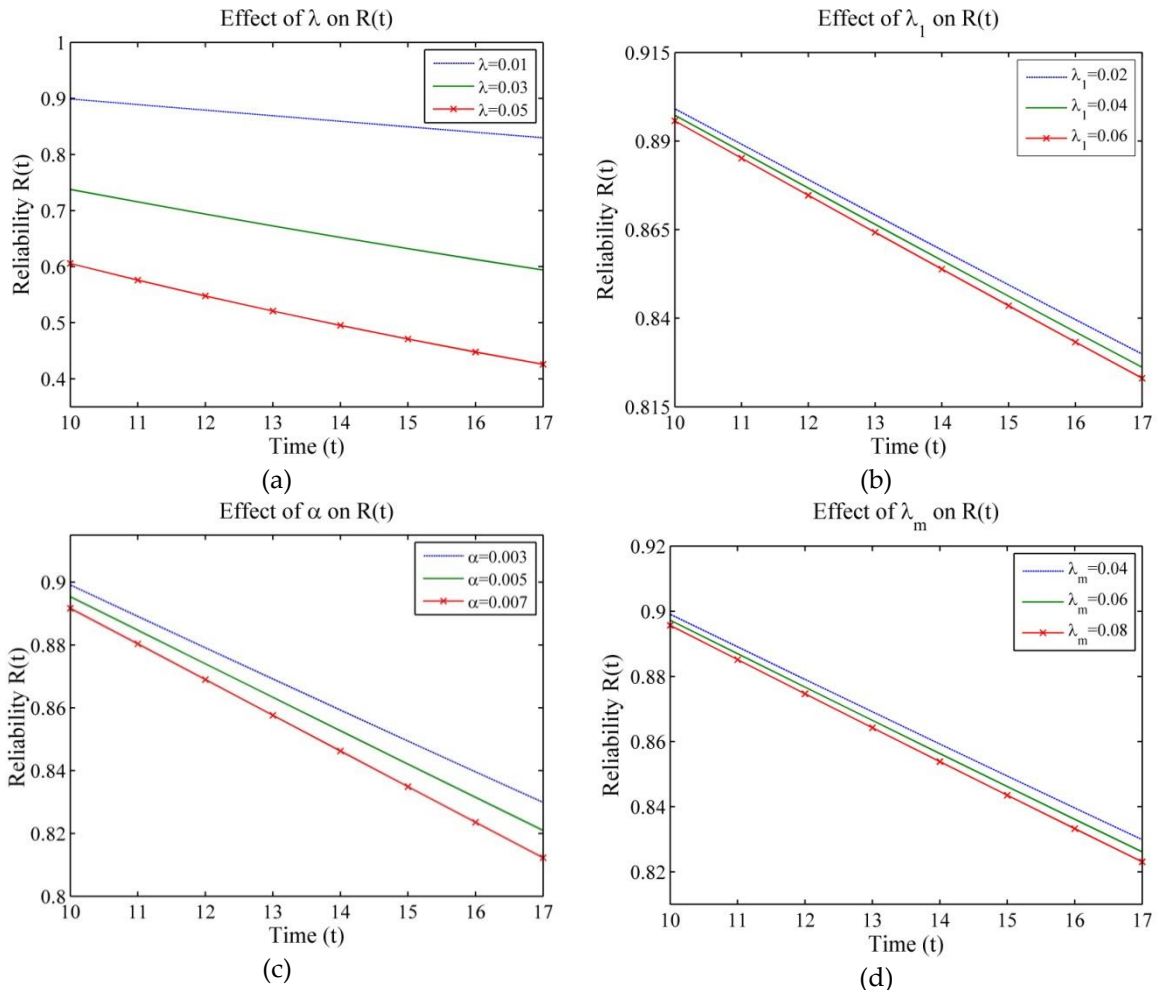 Effect of λ on R(t)
1
0.9
0.8
0.7
0.6
0.5
0.4
Reliability R(t)
λ=0.01
λ=0.03
λ=0.05
10 11 12 13 14 15 16 17
Time (t)
(a)
Effect of λ₁ on R(t)
0.915
0.89
0.865
0.84
0.815
Reliability R(t)
λ₁=0.02
λ₁=0.04
λ₁=0.06
10 11 12 13 14 15 16 17
Time (t)
(b)
Effect of α on R(t)
0.9
0.88
0.86
0.84
0.82
0.8
Reliability R(t)
α=0.003
α=0.005
α=0.007
10 11 12 13 14 15 16 17
Time (t)
(c)
Effect of λₘ on R(t)
0.92
0.9
0.88
0.86
0.84
0.82
Reliability R(t)
λₘ=0.04
λₘ=0.06
λₘ=0.08
10 11 12 13 14 15 16 17
Time (t)
(d)